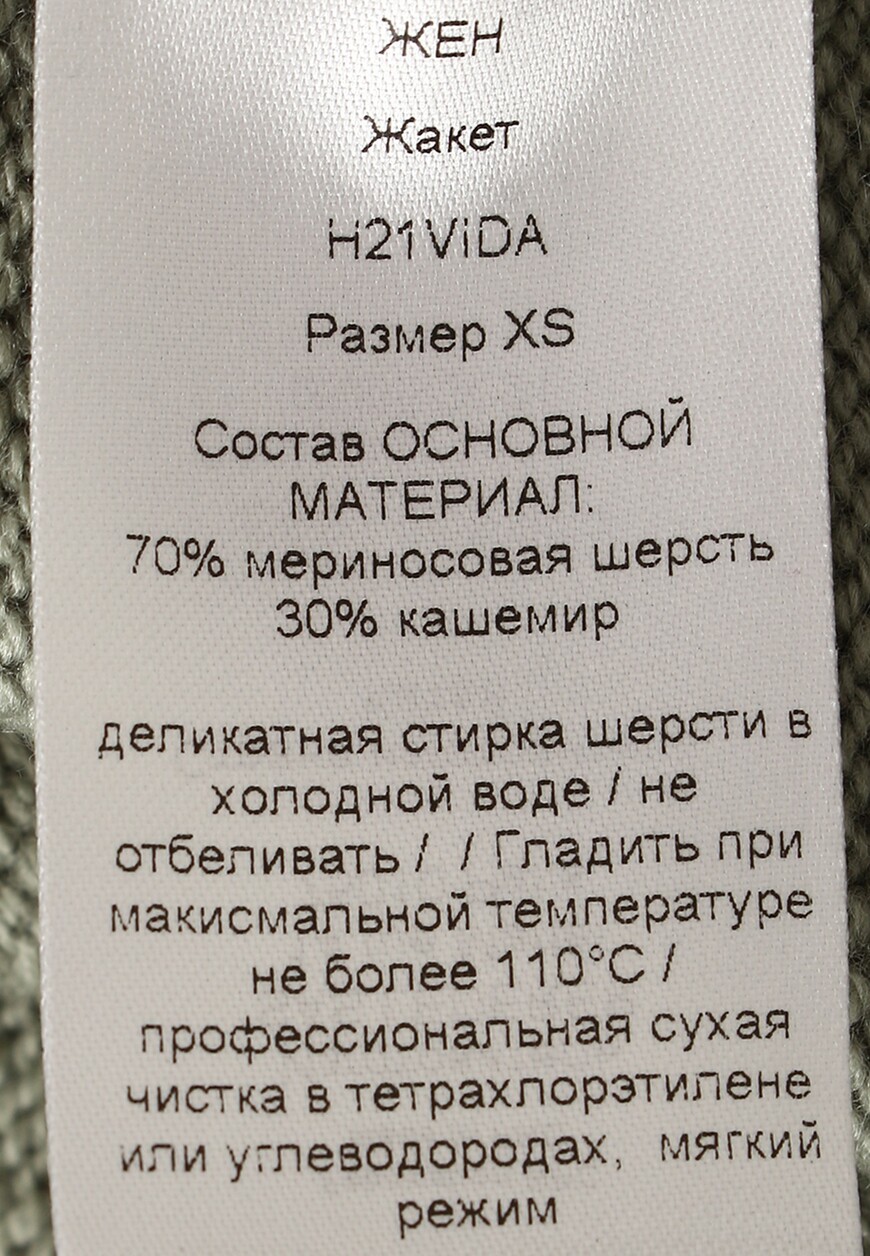 ЖЕН
Жакет
H21ViDA
Размер XS
Состав ОСНОВНОЙ
МАТЕРИАЛ:
70% мериносовая шерсть
30% кашемир
деликатная стирка шерсти в
холодной воде / не
отбеливать / / Гладить при
макисмальной температуре
не более 110°C /
профессиональная сухая
чистка в тетрахлорэтилене
или углеводородах, мягкий
режим